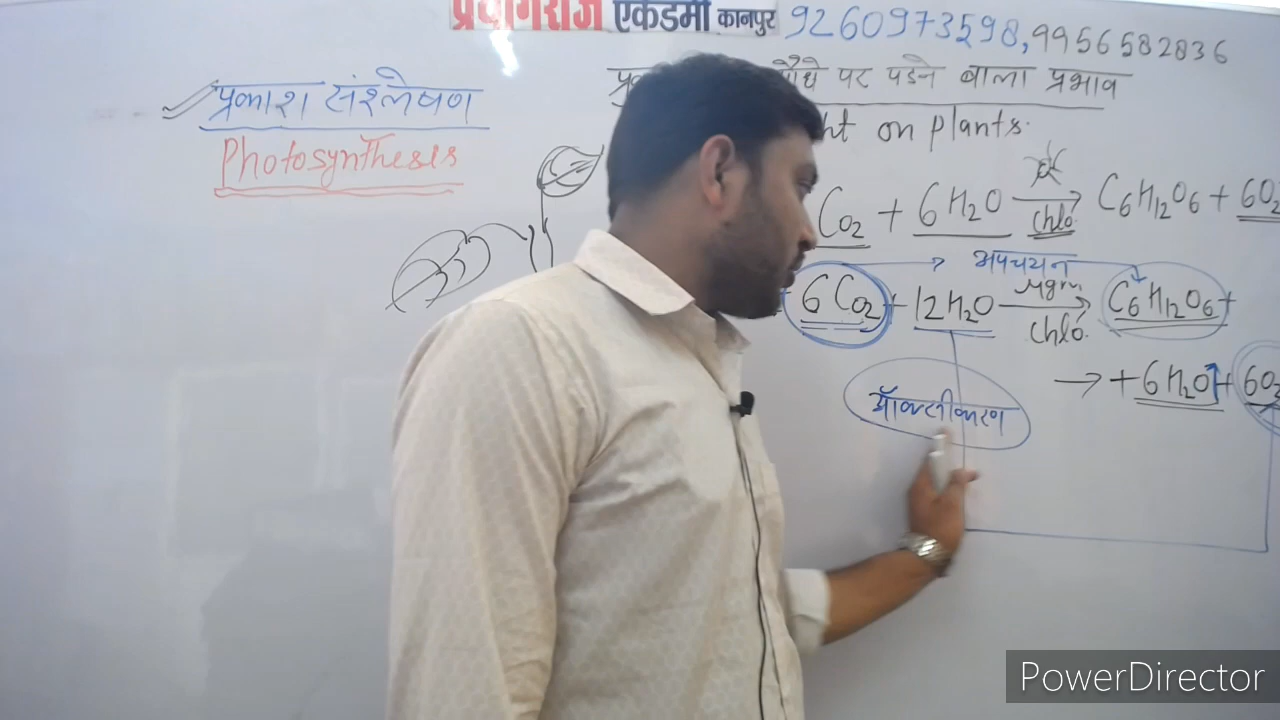 प्रयागराज एकेडमी कानपुर 9260973598, 9956582836
प्रकाश संश्लेषण
Photosynthesis
पौधे पर पडने बाला प्रभाव
on plants.
CO2 + 6H2O Chlo. C6H12O6 + 6O2
अपचयन
6CO2 + 12H2O Chlo. C6H12O6 +
→ + 6H2O + 6O2
ऑक्सीकरण
PowerDirector